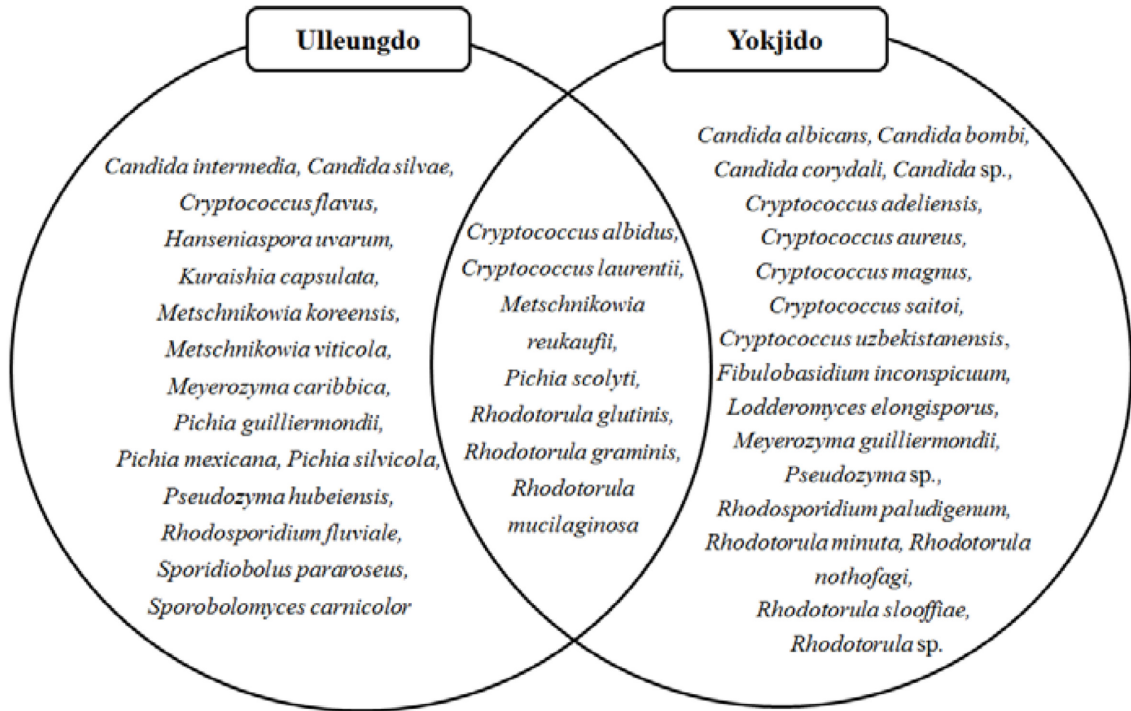 Ulleungdo
Candida intermedia, Candida silvae,
Cryptococcus flavus,
Hanseniaspora uvarum,
Kuraishia capsulata,
Metschnikowia koreensis,
Metschnikowia viticola,
Meyerozyma caribbica,
Pichia guilliermondii,
Pichia mexicana, Pichia silvicola,
Pseudozyma hubeiensis,
Rhodosporidium fluviale,
Sporidiobolus pararoseus,
Sporobolomyces carnicolor
Cryptococcus albidus,
Cryptococcus laurentii,
Metschnikowia
reukaufii,
Pichia scolyti,
Rhodotorula glutinis,
Rhodotorula graminis,
Rhodotorula
mucilaginosa
Yokjido
Candida albicans, Candida bombi,
Candida corydali, Candida sp.,
Cryptococcus adeliensis,
Cryptococcus aureus,
Cryptococcus magnus,
Cryptococcus saitoi,
Cryptococcus uzbekistanensis,
Fibulobasidium inconspicuum,
Lodderomyces elongisporus,
Meyerozyma guilliermondii,
Pseudozyma sp.,
Rhodosporidium paludigenum,
Rhodotorula minuta, Rhodotorula
nothofagi,
Rhodotorula slooffiae,
Rhodotorula sp.